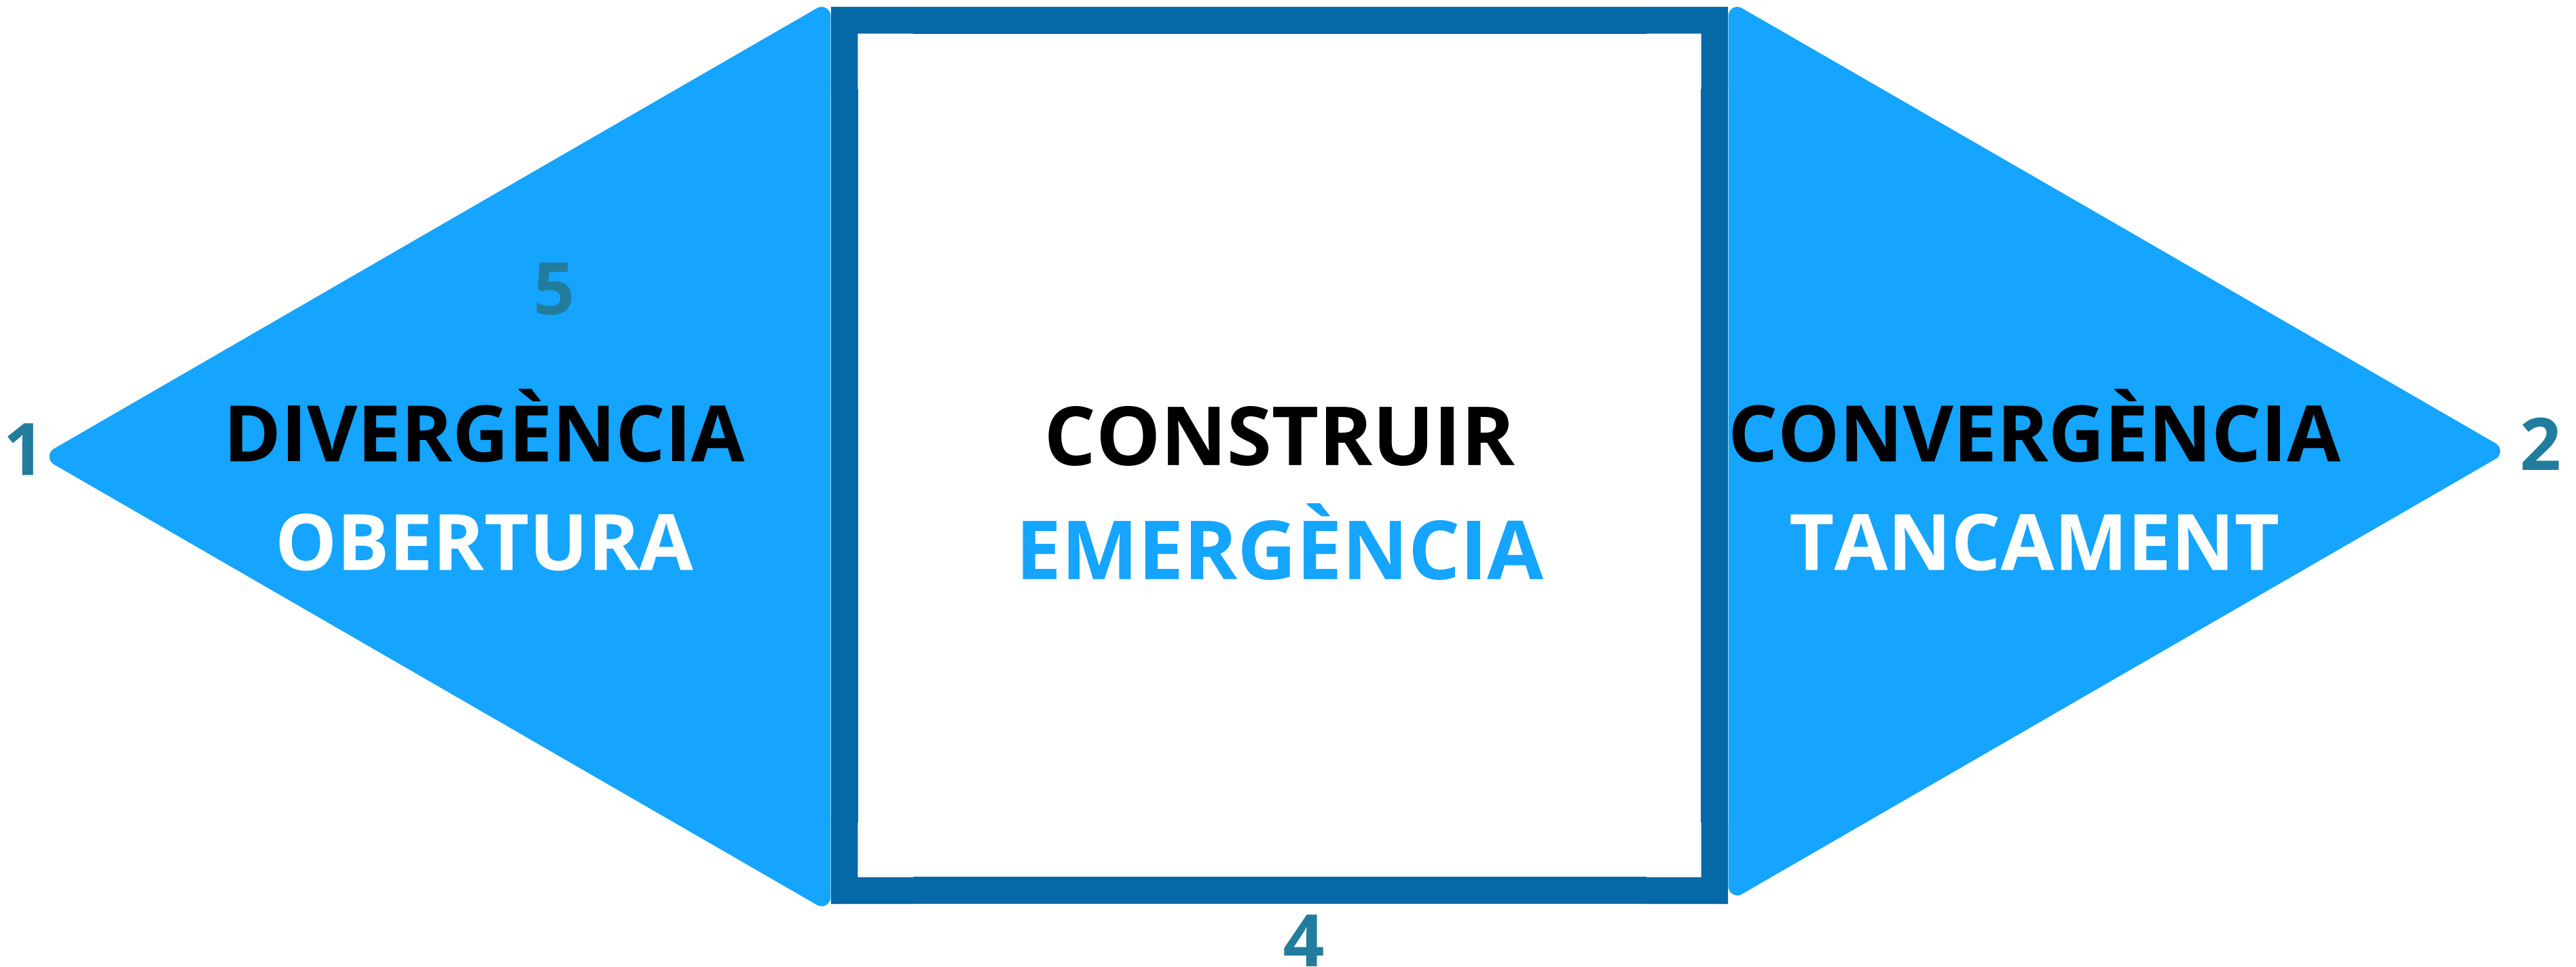 5
1
DIVERGÈNCIA
OBERTURA
CONSTRUIR
EMERGÈNCIA
CONVERGÈNCIA
TANCAMENT
2
4